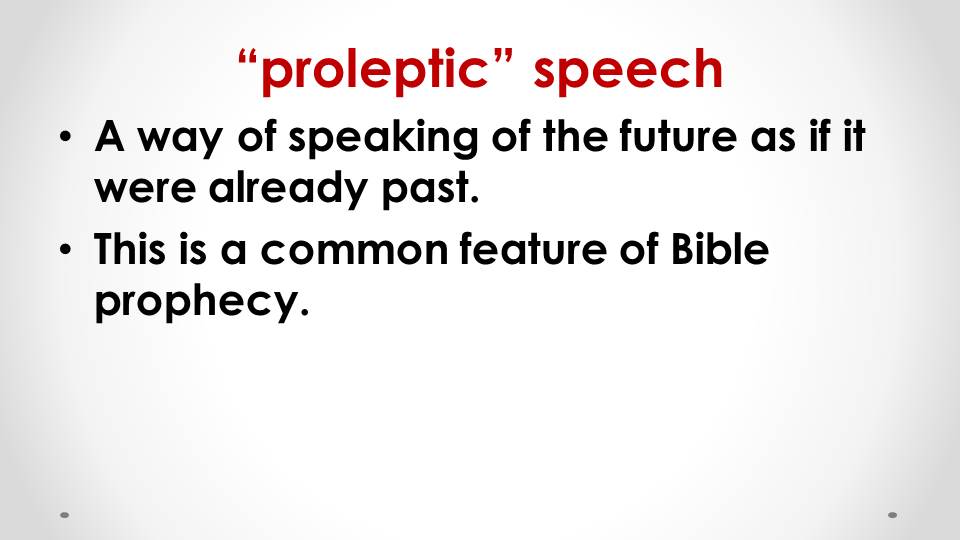 “proleptic” speech
• A way of speaking of the future as if it
were already past.
• This is a common feature of Bible
prophecy.